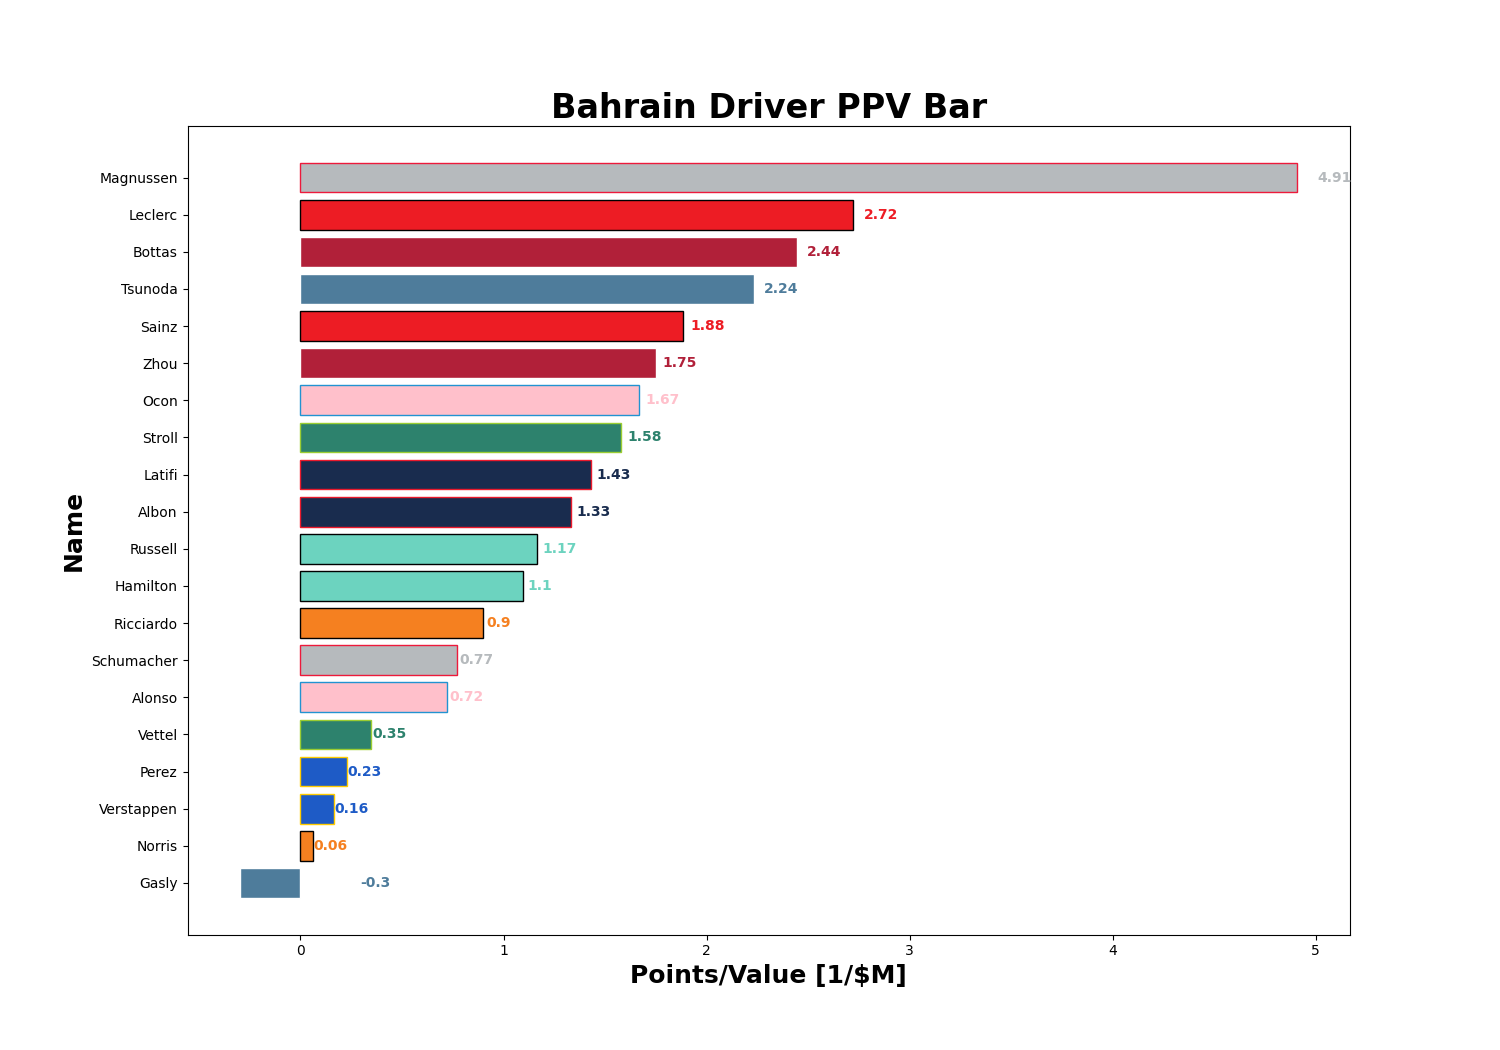 Bahrain Driver PPV Bar
Magnussen 4.91
Leclerc 2.72
Bottas 2.44
Tsunoda 2.24
Sainz 1.88
Zhou 1.75
Ocon 1.67
Stroll 1.58
Latifi 1.43
Albon 1.33
Russell 1.17
Hamilton 1.1
Ricciardo 0.9
Schumacher 0.77
Alonso 0.72
Vettel 0.35
Perez 0.23
Verstappen 0.16
Norris 0.06
Gasly -0.3
Name
0 1 2 3 4 5
Points/Value [1/$M]